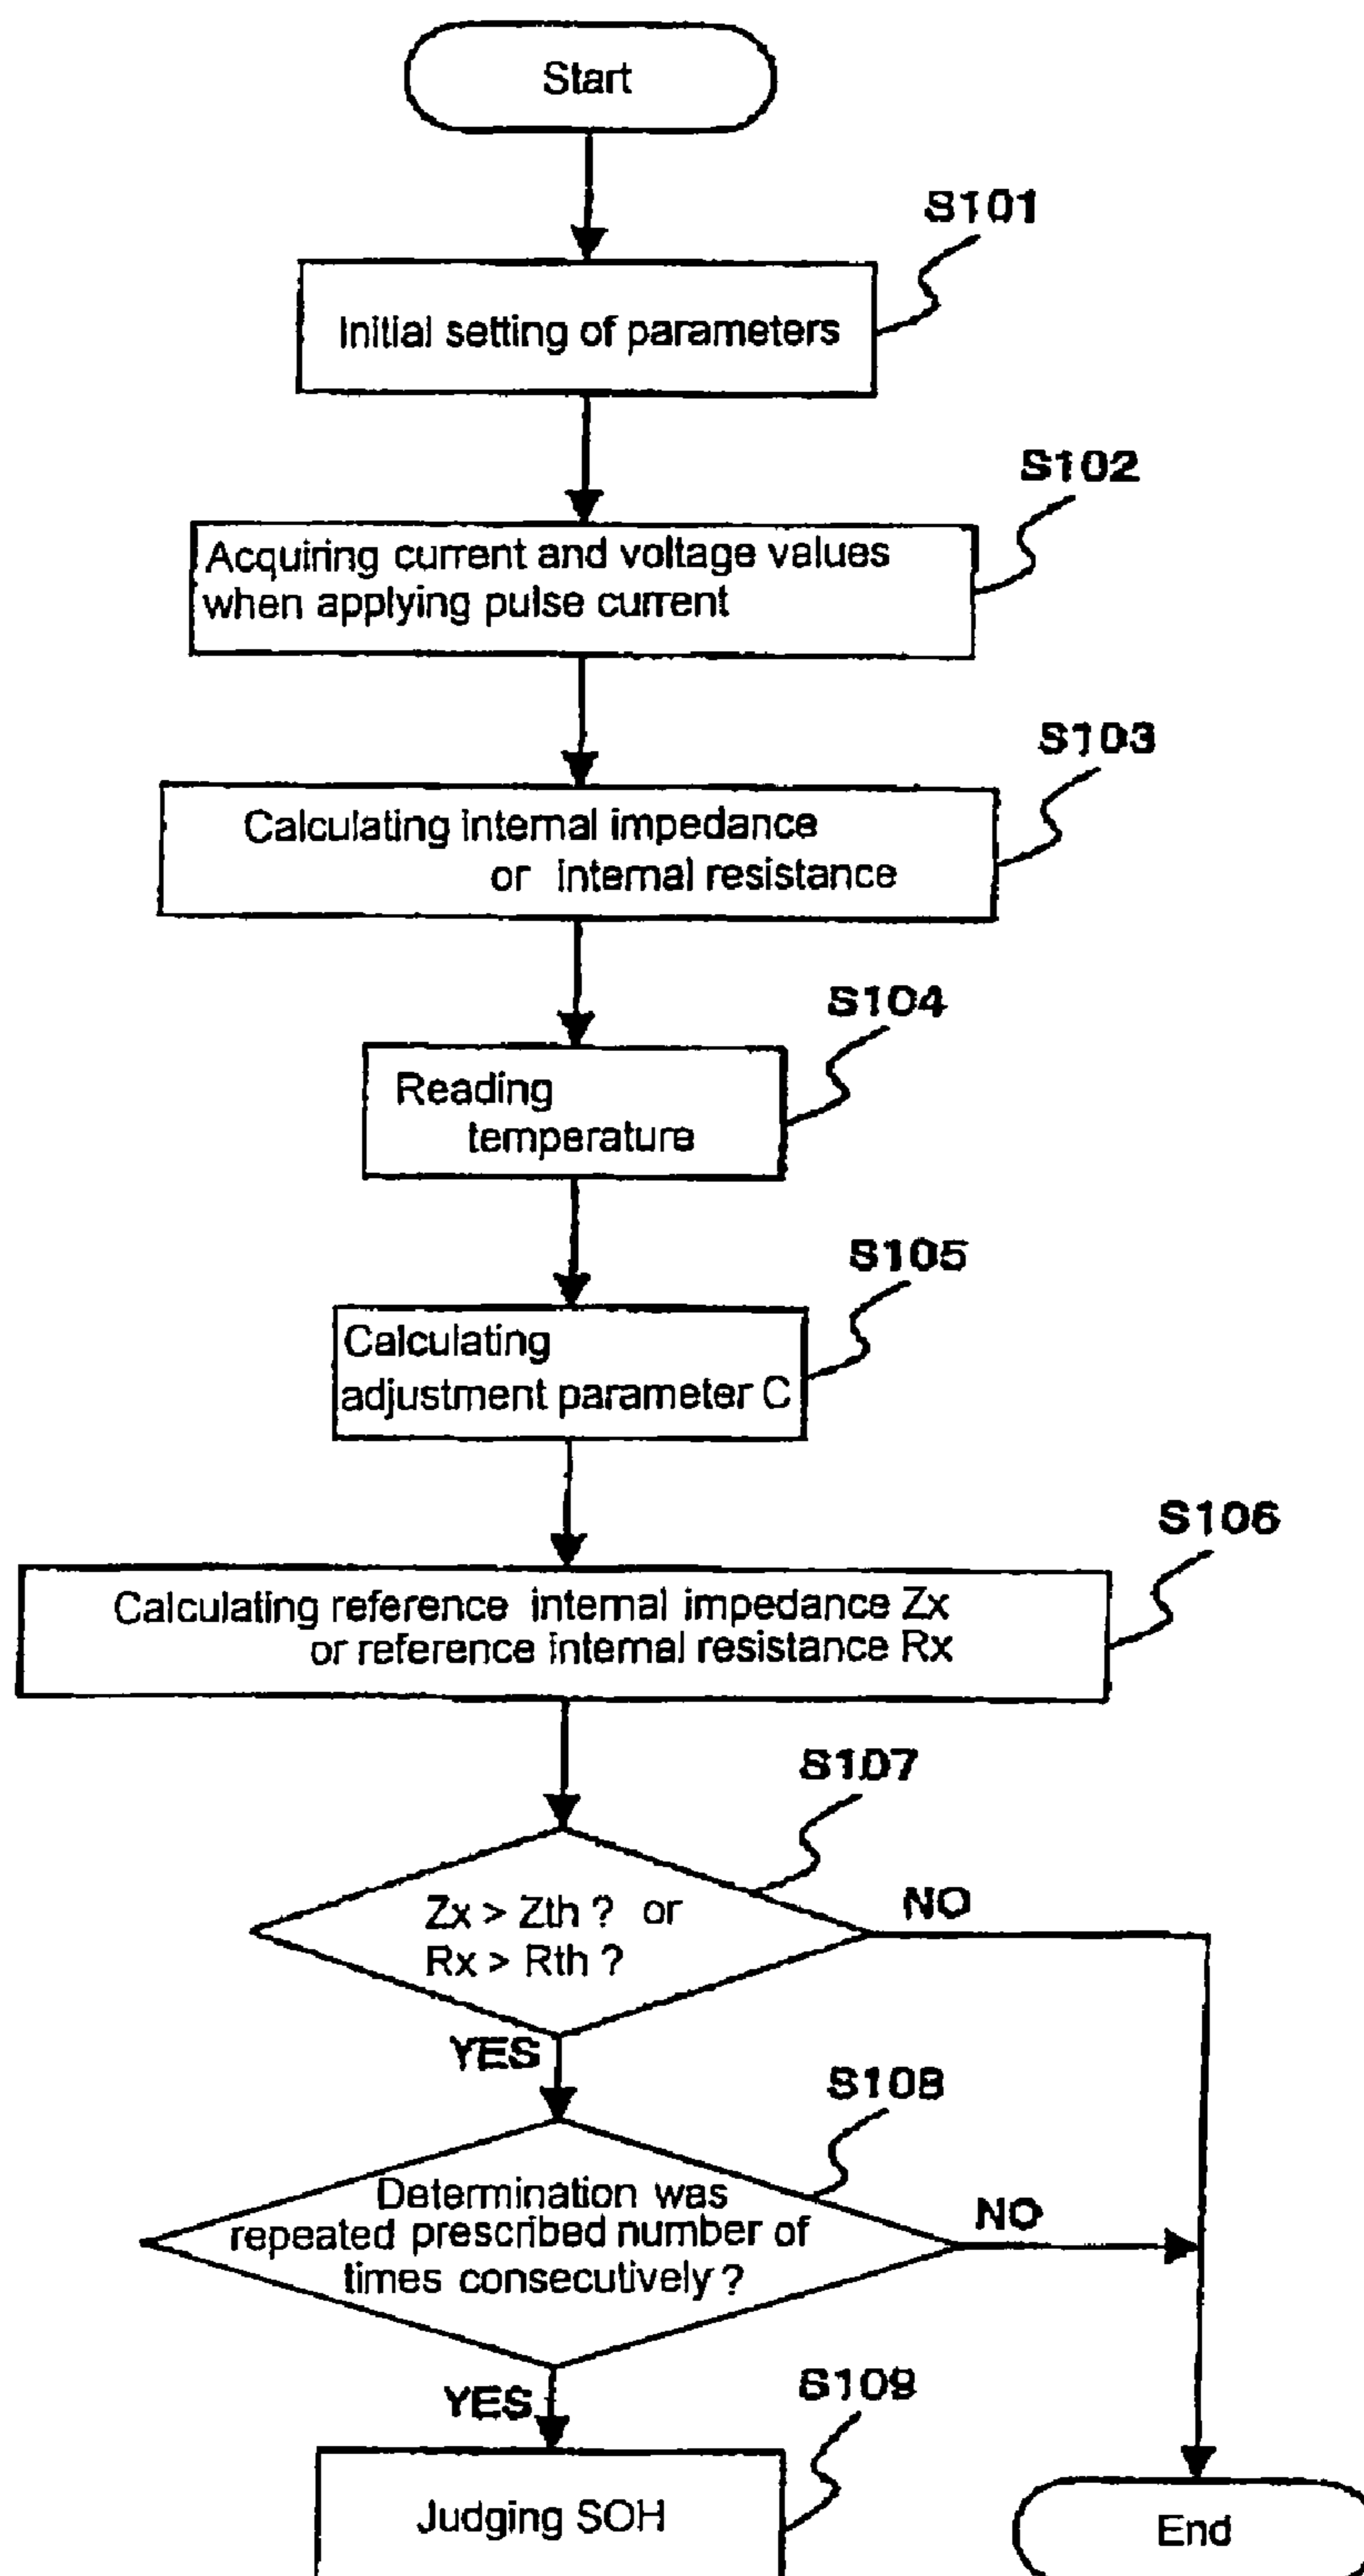 Start
S101
Initial setting of parameters
S102
Acquiring current and voltage values
when applying pulse current
S103
Calculating internal impedance
or internal resistance
S104
Reading
temperature
S105
Calculating
adjustment parameter C
S106
Calculating reference internal impedance Zx
or reference internal resistance Rx
S107
Zx > Zth ? or
Rx > Rth ?
NO
YES
S108
Determination was
repeated prescribed number of
times consecutively ?
NO
YES
S109
Judging SOH
End